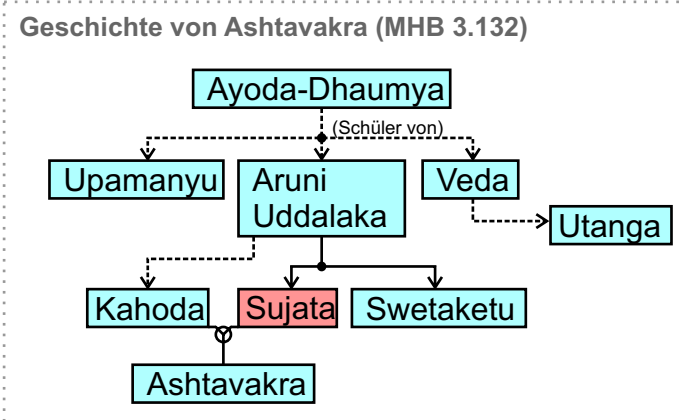 Geschichte von Ashtavakra (MHB 3.132)
Ayoda-Dhaumya
(Schüler von)
Upamanyu
Aruni
Uddalaka
Veda
Utanga
Kahoda
Sujata
Swetaketu
Ashtavakra